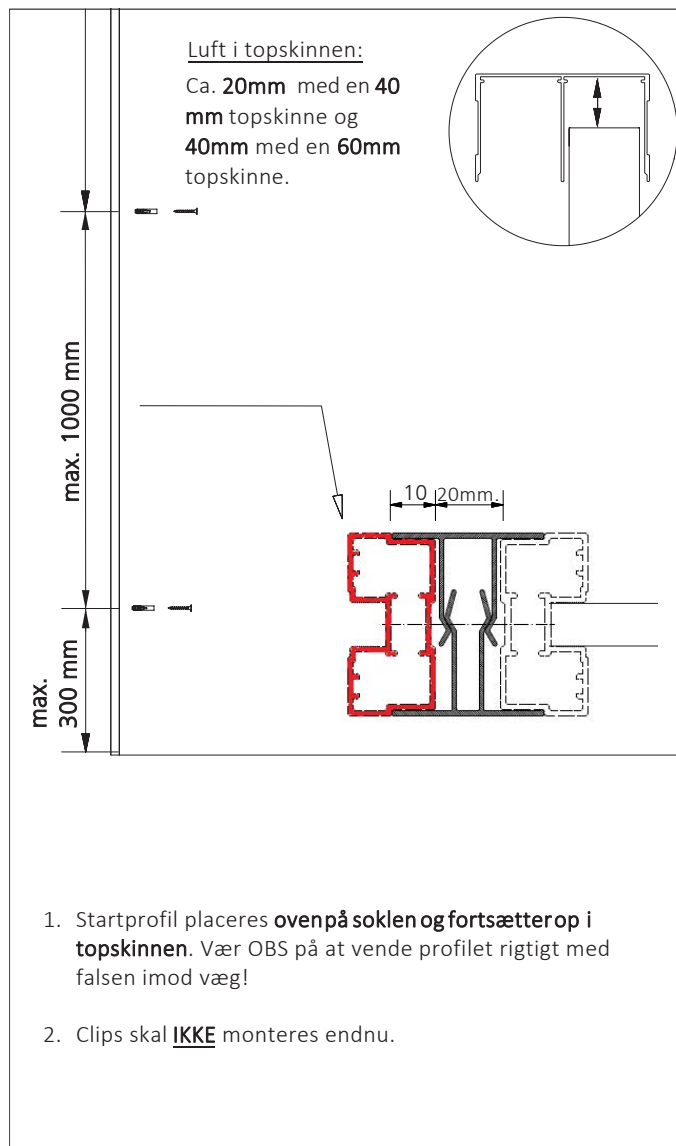 Luft i topskinnen:
Ca. 20mm med en 40
mm topskinne og
40mm med en 60mm
topskinne.
max. 1000 mm
10 20mm.
max.
300 mm
1. Startprofil placeres ovenpå soklen og fortsætter op i
topskinnen. Vær OBS på at vende profilet rigtigt med
falsen imod væg!
2. Clips skal IKKE monteres endnu.